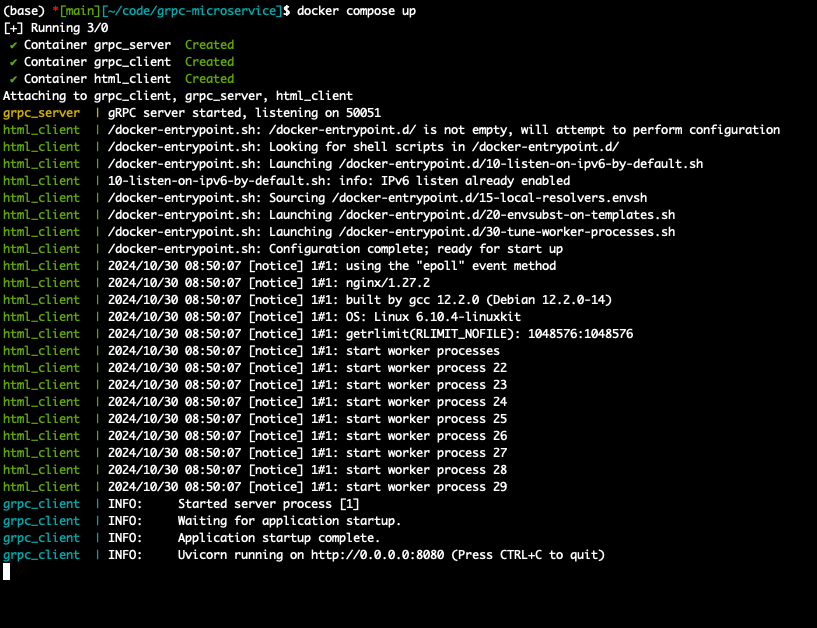 (base) *[main][~/code/grpc-microservice]$ docker compose up
[+] Running 3/0
 ✔ Container grpc_server  Created
 ✔ Container grpc_client  Created
 ✔ Container html_client  Created
Attaching to grpc_client, grpc_server, html_client
grpc_server  | gRPC server started, listening on 50051
html_client  | /docker-entrypoint.sh: /docker-entrypoint.d/ is not empty, will attempt to perform configuration
html_client  | /docker-entrypoint.sh: Looking for shell scripts in /docker-entrypoint.d/
html_client  | /docker-entrypoint.sh: Launching /docker-entrypoint.d/10-listen-on-ipv6-by-default.sh
html_client  | 10-listen-on-ipv6-by-default.sh: info: IPv6 listen already enabled
html_client  | /docker-entrypoint.sh: Sourcing /docker-entrypoint.d/15-local-resolvers.envsh
html_client  | /docker-entrypoint.sh: Launching /docker-entrypoint.d/20-envsubst-on-templates.sh
html_client  | /docker-entrypoint.sh: Launching /docker-entrypoint.d/30-tune-worker-processes.sh
html_client  | /docker-entrypoint.sh: Configuration complete; ready for start up
html_client  | 2024/10/30 08:50:07 [notice] 1#1: using the "epoll" event method
html_client  | 2024/10/30 08:50:07 [notice] 1#1: nginx/1.27.2
html_client  | 2024/10/30 08:50:07 [notice] 1#1: built by gcc 12.2.0 (Debian 12.2.0-14)
html_client  | 2024/10/30 08:50:07 [notice] 1#1: OS: Linux 6.10.4-linuxkit
html_client  | 2024/10/30 08:50:07 [notice] 1#1: getrlimit(RLIMIT_NOFILE): 1048576:1048576
html_client  | 2024/10/30 08:50:07 [notice] 1#1: start worker processes
html_client  | 2024/10/30 08:50:07 [notice] 1#1: start worker process 22
html_client  | 2024/10/30 08:50:07 [notice] 1#1: start worker process 23
html_client  | 2024/10/30 08:50:07 [notice] 1#1: start worker process 24
html_client  | 2024/10/30 08:50:07 [notice] 1#1: start worker process 25
html_client  | 2024/10/30 08:50:07 [notice] 1#1: start worker process 26
html_client  | 2024/10/30 08:50:07 [notice] 1#1: start worker process 27
html_client  | 2024/10/30 08:50:07 [notice] 1#1: start worker process 28
html_client  | 2024/10/30 08:50:07 [notice] 1#1: start worker process 29
grpc_client  | INFO:     Started server process [1]
grpc_client  | INFO:     Waiting for application startup.
grpc_client  | INFO:     Application startup complete.
grpc_client  | INFO:     Uvicorn running on http://0.0.0.0:8080 (Press CTRL+C to quit)